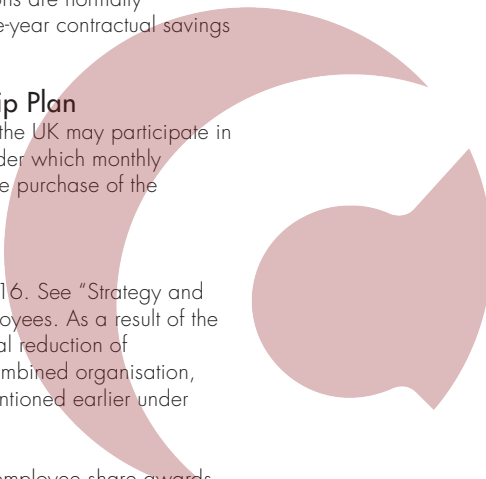 ons are normally
e-year contractual savings
ip Plan
the UK may participate in
der which monthly
e purchase of the
16. See “Strategy and
oyees. As a result of the
al reduction of
mbined organisation,
ntioned earlier under
employee share awards